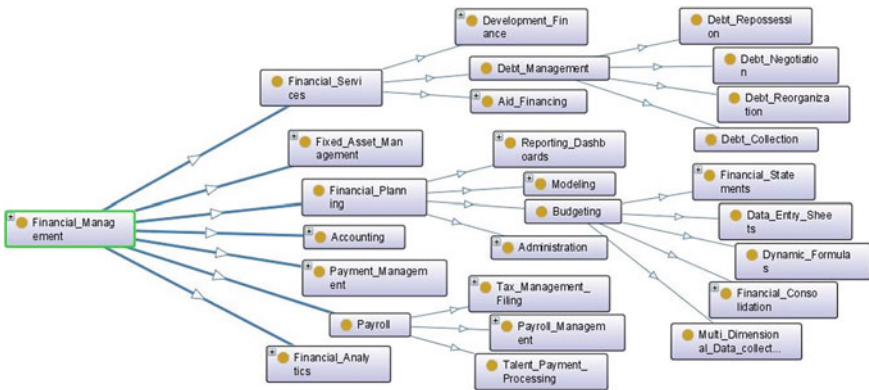 Development_Fin
ance
Debt_Repossessi
on
Financial_Servi
ces
Debt_Management
Debt_Negotiatio
n
Aid_Financing
Debt_Reorganiza
tion
Debt_Collection
Fixed_Asset_Man
agement
Reporting_Dashb
oards
Financial_State
ments
Financial_Plann
ing
Modeling
Budgeting
Data_Entry_Shee
ts
Financial_Manag
ement
Accounting
Administration
Dynamic_Formula
s
Payment_Managem
ent
Tax_Management_
Filing
Financial_Conso
lidation
Payroll
Payroll_Managem
ent
Multi_Dimension
al_Data_collect...
Financial_Analy
tics
Talent_Payment_
Processing